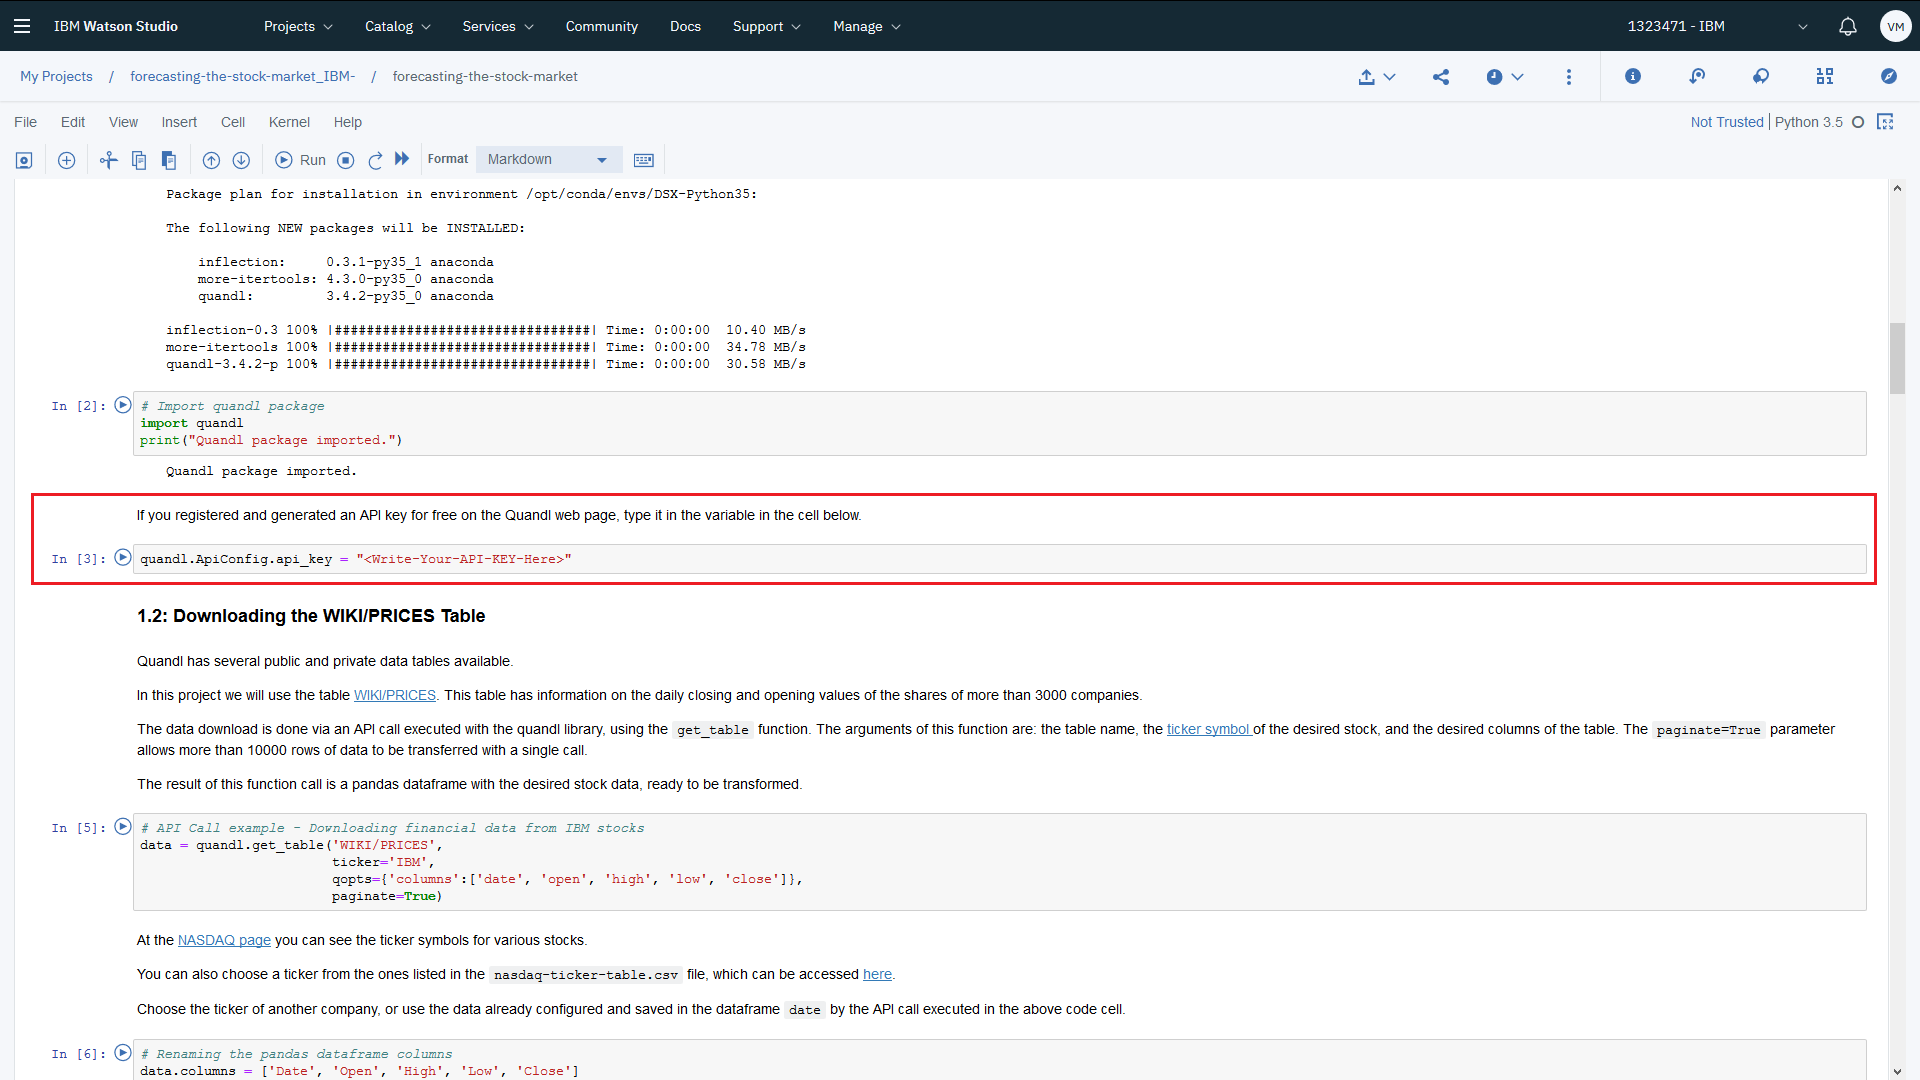 IBM Watson Studio Projects Catalog Services Community Docs Support Manage 1323471 - IBM VM
My Projects / forecasting-the-stock-market_IBM- / forecasting-the-stock-market
File Edit View Insert Cell Kernel Help Not Trusted Python 3.5
Run Format Markdown
Package plan for installation in environment /opt/conda/envs/DSX-Python35:
The following NEW packages will be INSTALLED:
inflection: 0.3.1-py35_1 anaconda
more-itertools: 4.3.0-py35_0 anaconda
quandl: 3.4.2-py35_0 anaconda
inflection-0.3 100% |################################| Time: 0:00:00 10.40 MB/s
more-itertools 100% |################################| Time: 0:00:00 34.78 MB/s
quandl-3.4.2-p 100% |################################| Time: 0:00:00 30.58 MB/s
In [2]: # Import quandl package
import quandl
print("Quandl package imported.")
Quandl package imported.
If you registered and generated an API key for free on the Quandl web page, type it in the variable in the cell below.
In [3]: quandl.ApiConfig.api_key = "<Write-Your-API-KEY-Here>"
1.2: Downloading the WIKI/PRICES Table
Quandl has several public and private data tables available.
In this project we will use the table WIKI/PRICES. This table has information on the daily closing and opening values of the shares of more than 3000 companies.
The data download is done via an API call executed with the quandl library, using the get_table function. The arguments of this function are: the table name, the ticker symbol of the desired stock, and the desired columns of the table. The paginate=True parameter
allows more than 10000 rows of data to be transferred with a single call.
The result of this function call is a pandas dataframe with the desired stock data, ready to be transformed.
In [5]: # API Call example - Downloading financial data from IBM stocks
data = quandl.get_table('WIKI/PRICES',
ticker='IBM',
qopts={'columns':['date', 'open', 'high', 'low', 'close']},
paginate=True)
At the NASDAQ page you can see the ticker symbols for various stocks.
You can also choose a ticker from the ones listed in the nasdaq-ticker-table.csv file, which can be accessed here.
Choose the ticker of another company, or use the data already configured and saved in the dataframe date by the API call executed in the above code cell.
In [6]: # Renaming the pandas dataframe columns
data.columns = ['Date', 'Open', 'High', 'Low', 'Close']